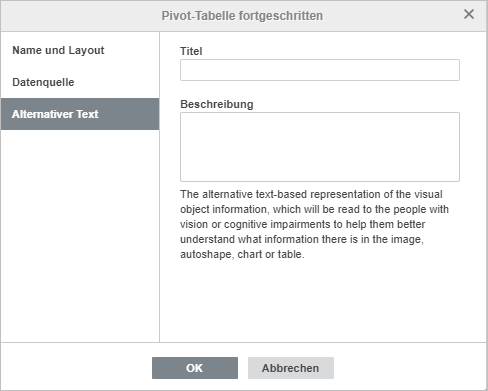 Pivot-Tabelle fortgeschritten
Name und Layout
Datenquelle
Alternativer Text
Titel
Beschreibung
The alternative text-based representation of the visual
object information, which will be read to the people with
vision or cognitive impairments to help them better
understand what information there is in the image,
autoshape, chart or table.
OK
Abbrechen